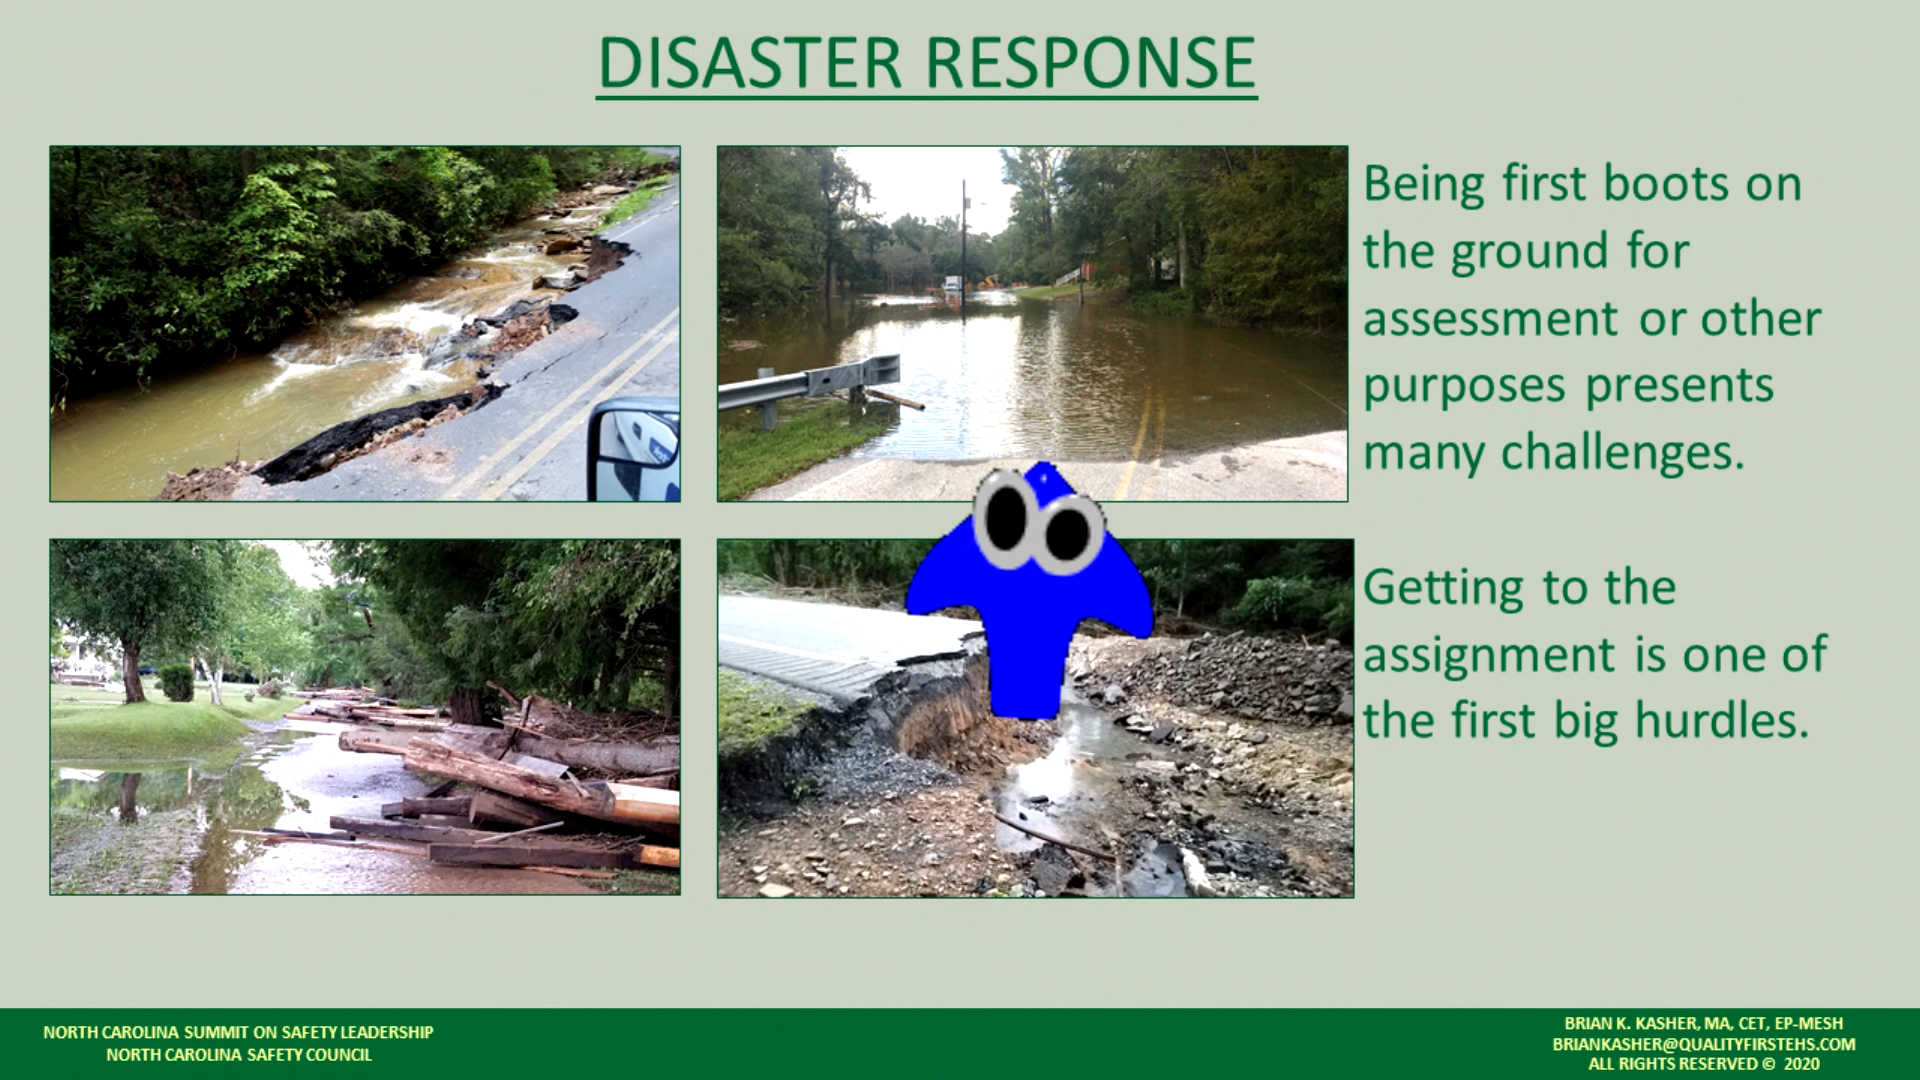 DISASTER RESPONSE
Being first boots on
the ground for
assessment or other
purposes presents
many challenges.
Getting to the
assignment is one of
the first big hurdles.
NORTH CAROLINA SUMMIT ON SAFETY LEADERSHIP
NORTH CAROLINA SAFETY COUNCIL
BRIAN K. KASHER, MA, CET, EP-MESH
BRIANKASHER@QUALITYFIRSTEHS.COM
ALL RIGHTS RESERVED © 2020